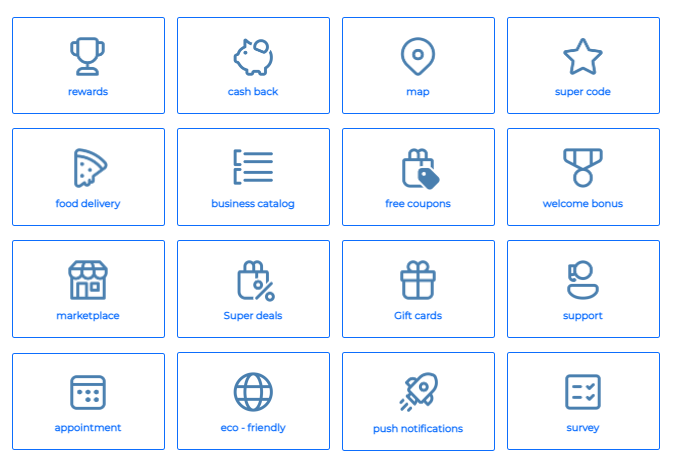 rewards
cash back
map
super code
food delivery
business catalog
free coupons
welcome bonus
marketplace
Super deals
Gift cards
support
appointment
eco - friendly
push notifications
survey